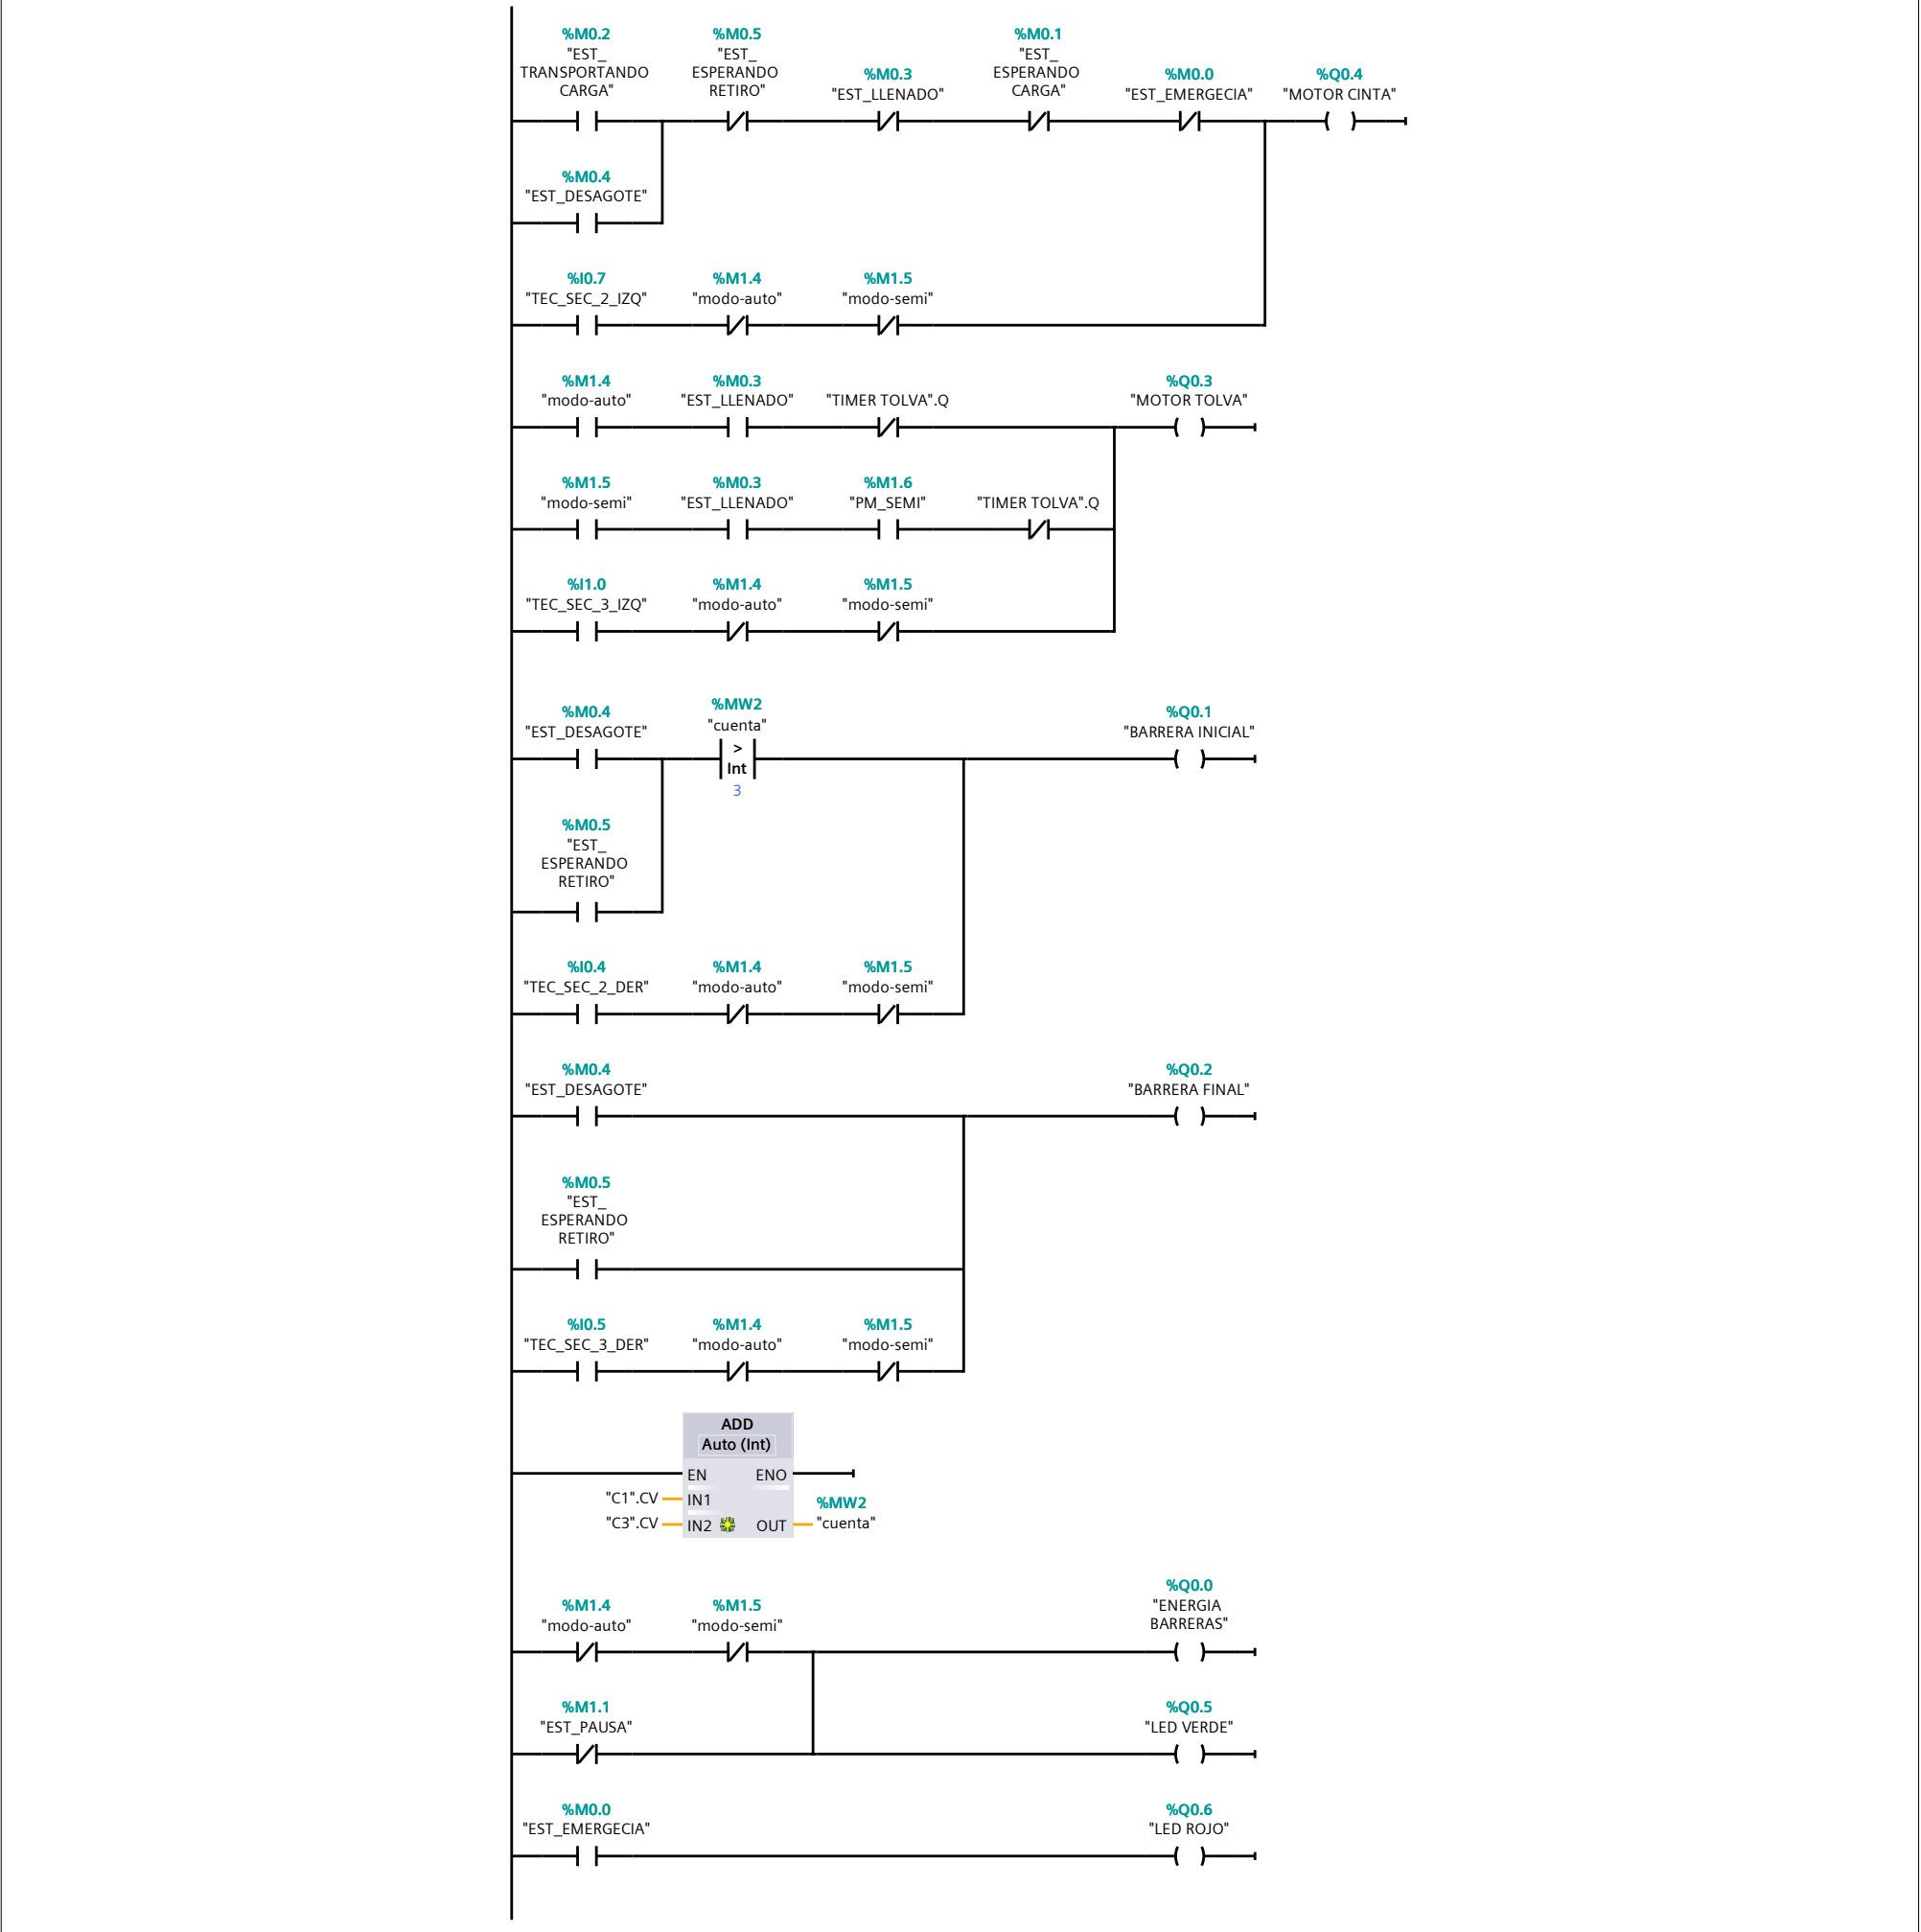 %M0.2
"EST_
TRANSPORTANDO
CARGA"
%M0.5
"EST_
ESPERANDO
RETIRO"
%M0.3
"EST_LLENADO"
%M0.1
"EST_
ESPERANDO
CARGA"
%M0.0
"EST_EMERGECIA"
%Q0.4
"MOTOR CINTA"
%M0.4
"EST_DESAGOTE"
%I0.7
"TEC_SEC_2_IZQ"
%M1.4
"modo-auto"
%M1.5
"modo-semi"
%M1.4
"modo-auto"
%M0.3
"EST_LLENADO"
"TIMER TOLVA".Q
%Q0.3
"MOTOR TOLVA"
%M1.5
"modo-semi"
%M0.3
"EST_LLENADO"
%M1.6
"PM_SEMI"
"TIMER TOLVA".Q
%I1.0
"TEC_SEC_3_IZQ"
%M1.4
"modo-auto"
%M1.5
"modo-semi"
%M0.4
"EST_DESAGOTE"
%MW2
"cuenta"
>
Int
3
%Q0.1
"BARRERA INICIAL"
%M0.5
"EST_
ESPERANDO
RETIRO"
%I0.4
"TEC_SEC_2_DER"
%M1.4
"modo-auto"
%M1.5
"modo-semi"
%M0.4
"EST_DESAGOTE"
%Q0.2
"BARRERA FINAL"
%M0.5
"EST_
ESPERANDO
RETIRO"
%I0.5
"TEC_SEC_3_DER"
%M1.4
"modo-auto"
%M1.5
"modo-semi"
ADD
Auto (Int)
EN ENO
"C1".CV IN1
"C3".CV IN2 OUT
%MW2
"cuenta"
%M1.4
"modo-auto"
%M1.5
"modo-semi"
%Q0.0
"ENERGIA
BARRERAS"
%M1.1
"EST_PAUSA"
%Q0.5
"LED VERDE"
%M0.0
"EST_EMERGECIA"
%Q0.6
"LED ROJO"